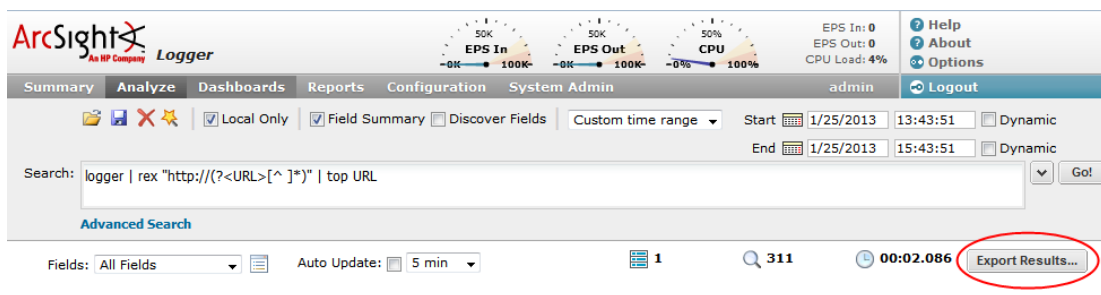 ArcSight
An HP Company
Logger
50K
EPS In
0K 100K
50K
EPS Out
0K 100K
50%
CPU
0% 100%
EPS In: 0
EPS Out: 0
CPU Load: 4%
Help
About
Options
Summary Analyze Dashboards Reports Configuration System Admin admin Logout
Local Only Field Summary Discover Fields Custom time range Start 1/25/2013 13:43:51 Dynamic
End 1/25/2013 15:43:51 Dynamic
Search: logger | rex "http://(?<URL>[^ ]*)" | top URL Go!
Advanced Search
Fields: All Fields Auto Update: 5 min 1 311 00:02.086 Export Results...